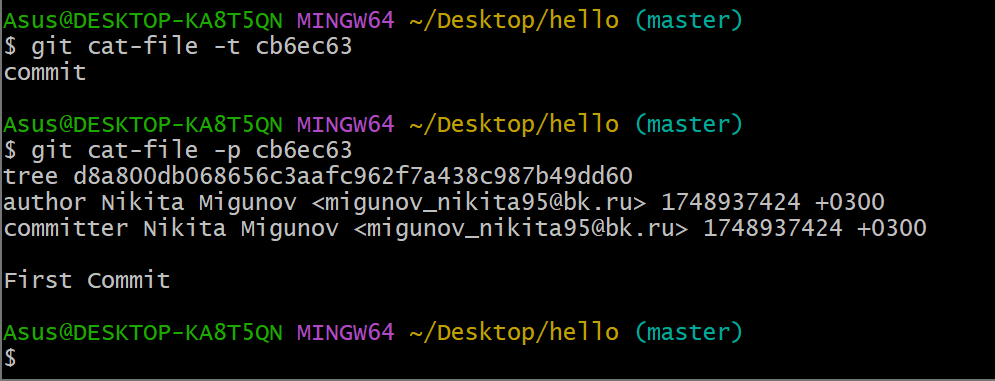 Asus@DESKTOP-KA8T5QN MINGW64 ~/Desktop/hello (master)
$ git cat-file -t cb6ec63
commit
Asus@DESKTOP-KA8T5QN MINGW64 ~/Desktop/hello (master)
$ git cat-file -p cb6ec63
tree d8a800db068656c3aafc962f7a438c987b49dd60
author Nikita Migunov <migunov_nikita95@bk.ru> 1748937424 +0300
committer Nikita Migunov <migunov_nikita95@bk.ru> 1748937424 +0300
First Commit
Asus@DESKTOP-KA8T5QN MINGW64 ~/Desktop/hello (master)
$